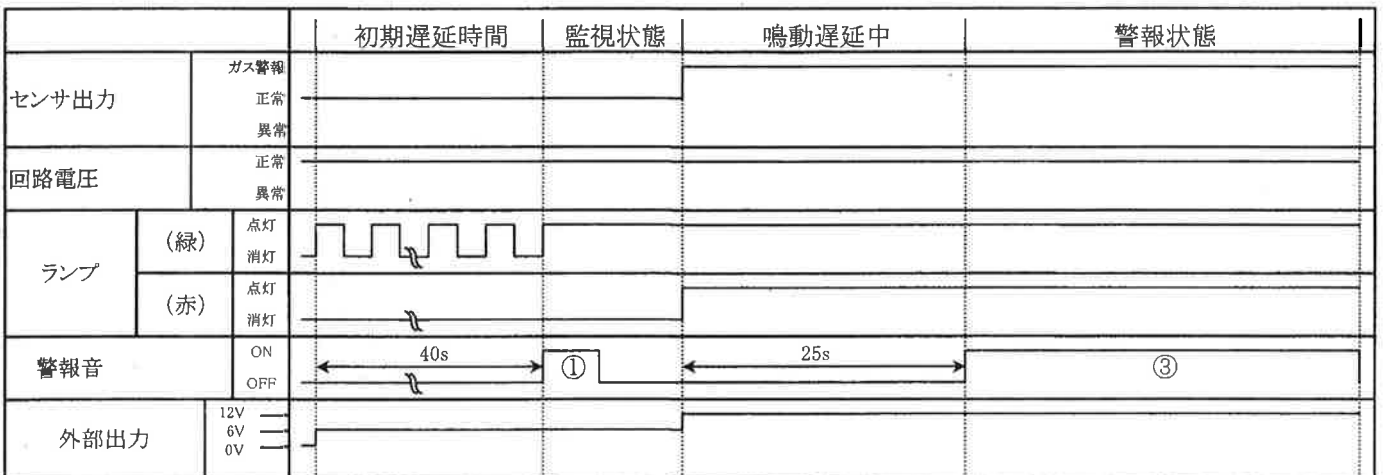 初期遅延時間 監視状態 鳴動遅延中 警報状態
センサ出力
ガス警報
正常
異常
回路電圧
正常
異常
ランプ
(緑)
点灯
消灯
(赤)
点灯
消灯
警報音
ON
OFF
40s ① 25s ③
外部出力
12V
6V
0V